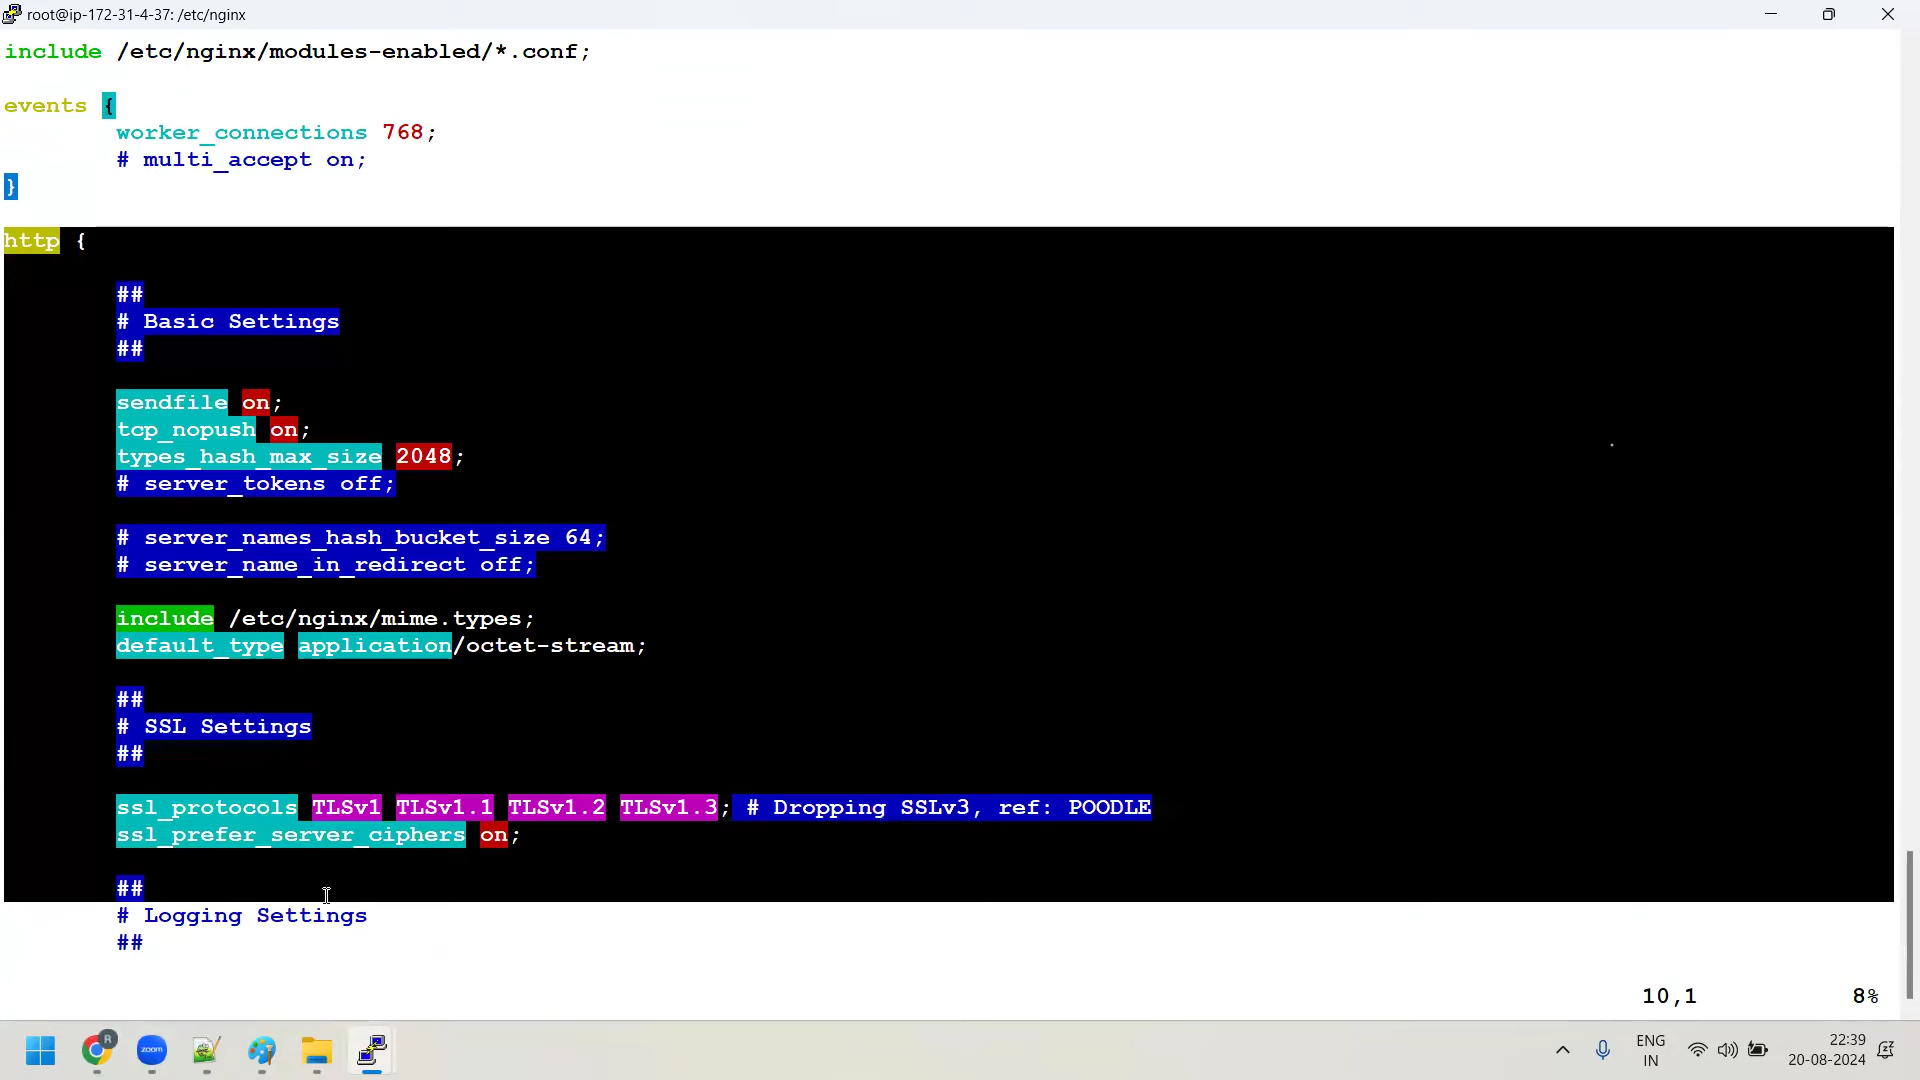 root@ip-172-31-4-37: /etc/nginx
include /etc/nginx/modules-enabled/*.conf;
events {
worker_connections 768;
# multi_accept on;
}
http {
##
# Basic Settings
##
sendfile on;
tcp_nopush on;
types_hash_max_size 2048;
# server_tokens off;
# server_names_hash_bucket_size 64;
# server_name_in_redirect off;
include /etc/nginx/mime.types;
default_type application/octet-stream;
##
# SSL Settings
##
ssl_protocols TLSv1 TLSv1.1 TLSv1.2 TLSv1.3; # Dropping SSLv3, ref: POODLE
ssl_prefer_server_ciphers on;
##
# Logging Settings
##
10,1 8%
R
zoom
ENG
IN
22:39
20-08-2024